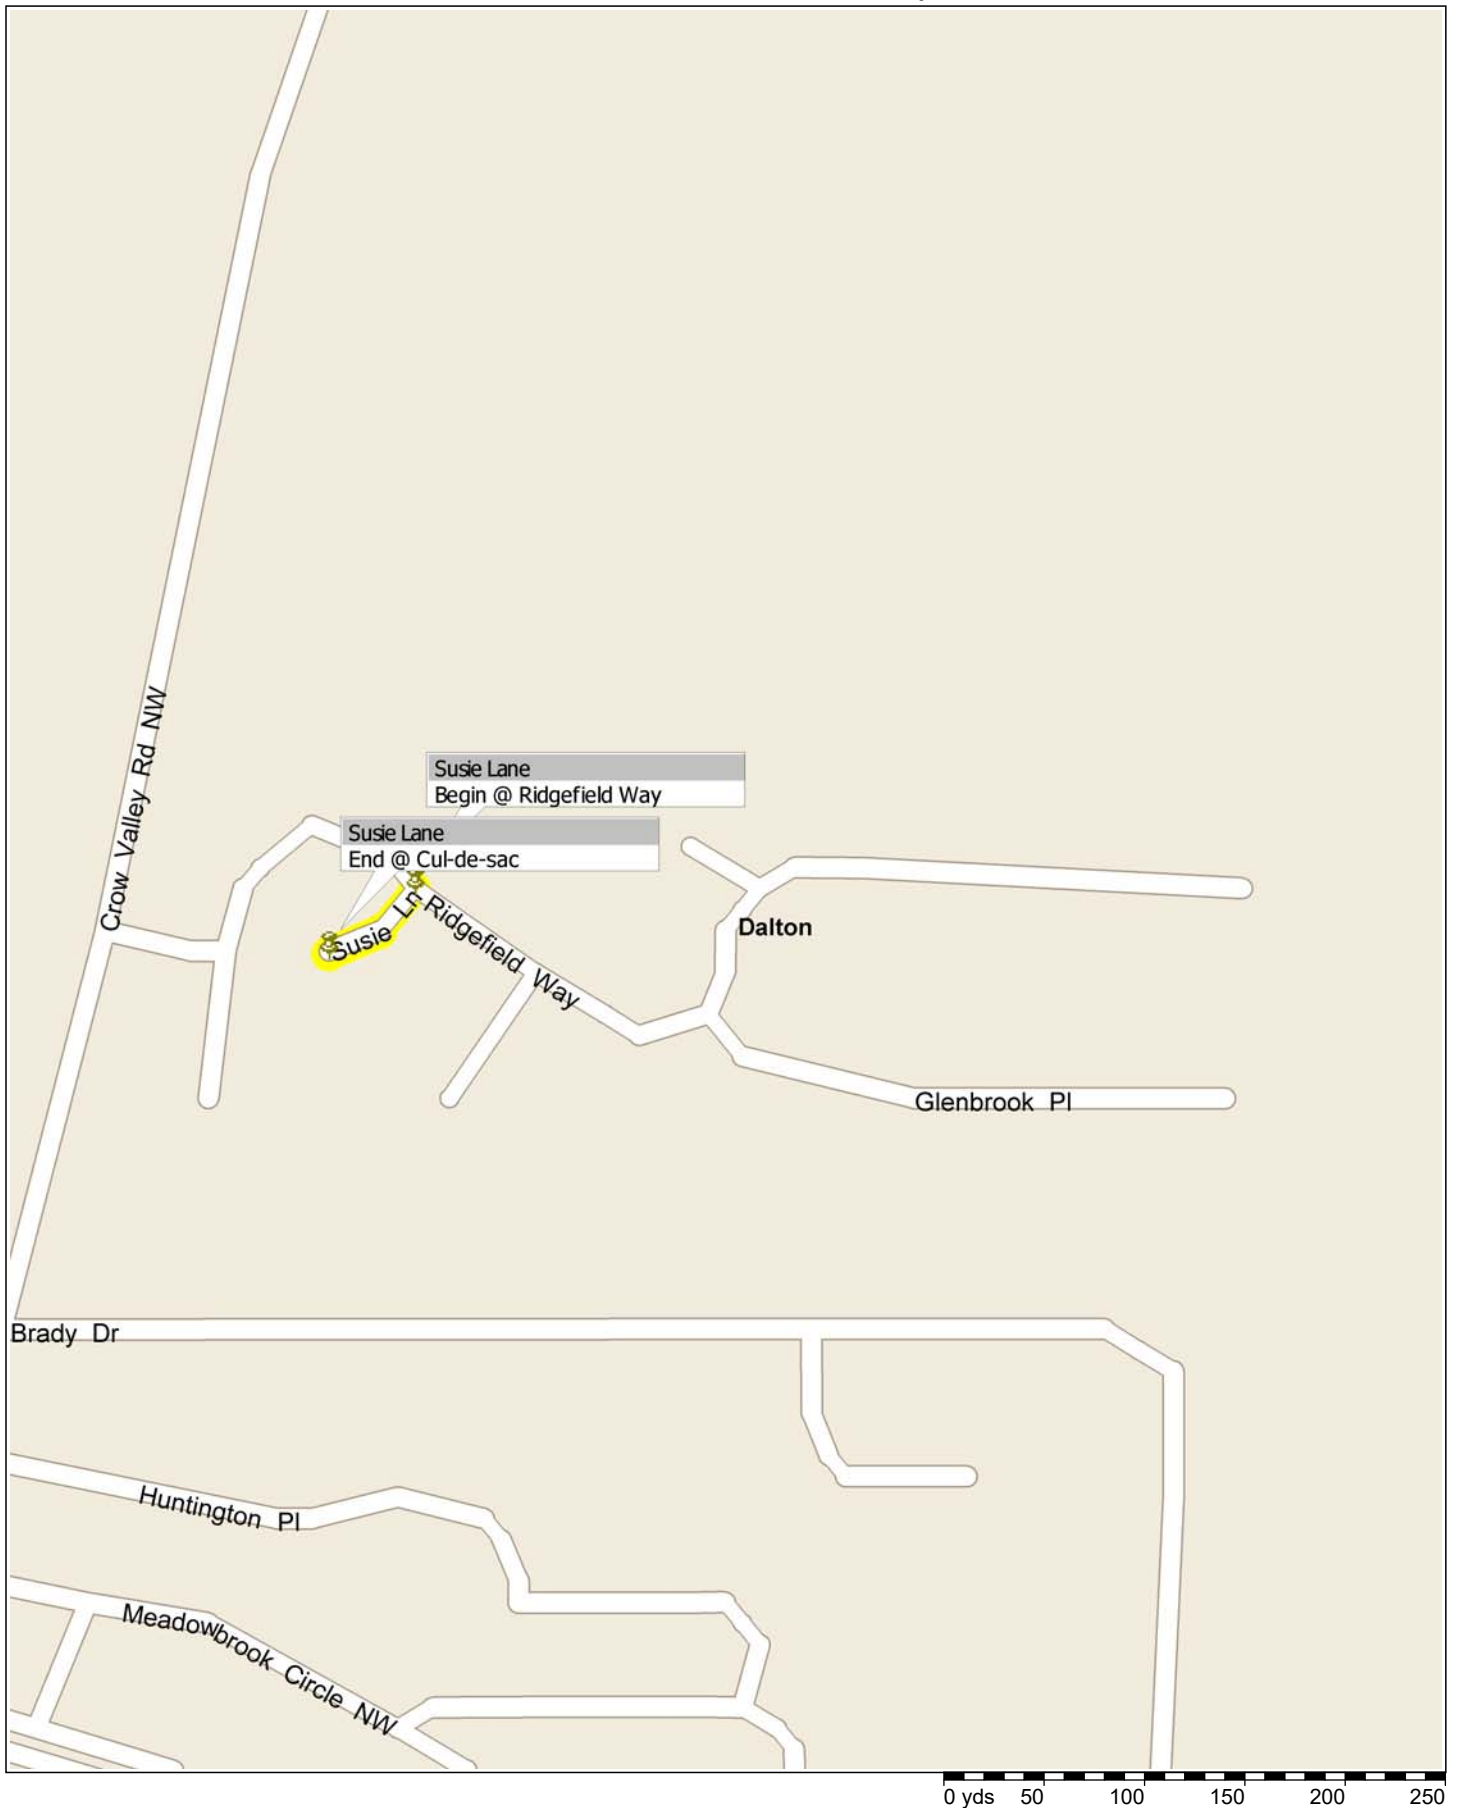 Crow Valley Rd NW
Susie Lane
Begin @ Ridgefield Way
Susie Lane
End @ Cul-de-sac
Susie Ln
Ridgefield Way
Dalton
Glenbrook Pl
Brady Dr
Huntington Pl
Meadowbrook Circle NW
0 yds 50 100 150 200 250